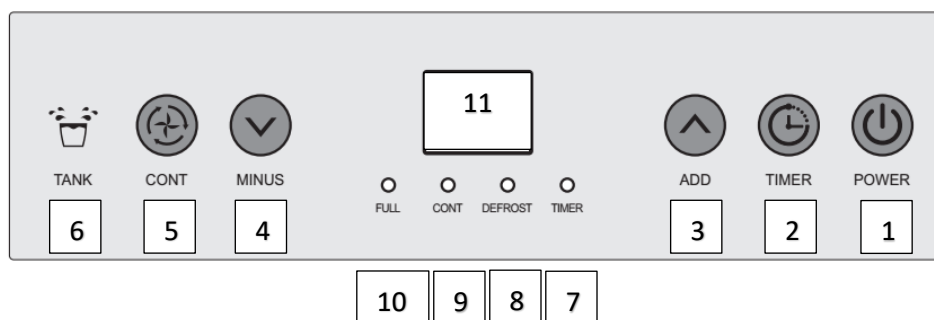 11
TANK CONT MINUS ADD TIMER POWER
FULL CONT DEFROST TIMER
6 5 4 3 2 1
10 9 8 7